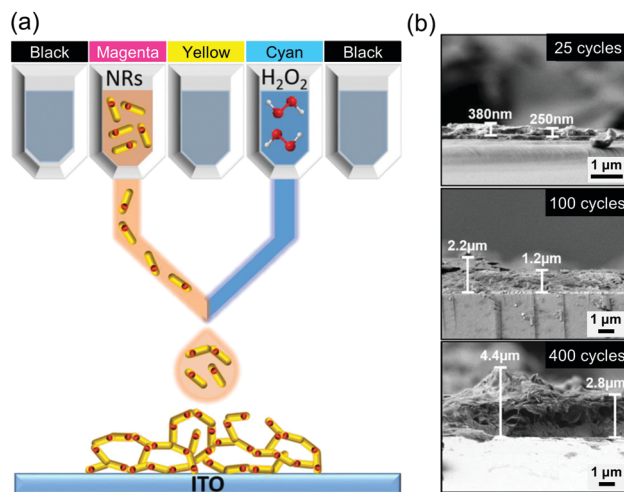 (a)
Black Magenta Yellow Cyan Black
NRs H₂O₂
ITO
(b)
25 cycles
380nm 250nm
1 µm
100 cycles
2.2µm 1.2µm
1 µm
400 cycles
4.4µm 2.8µm
1 µm